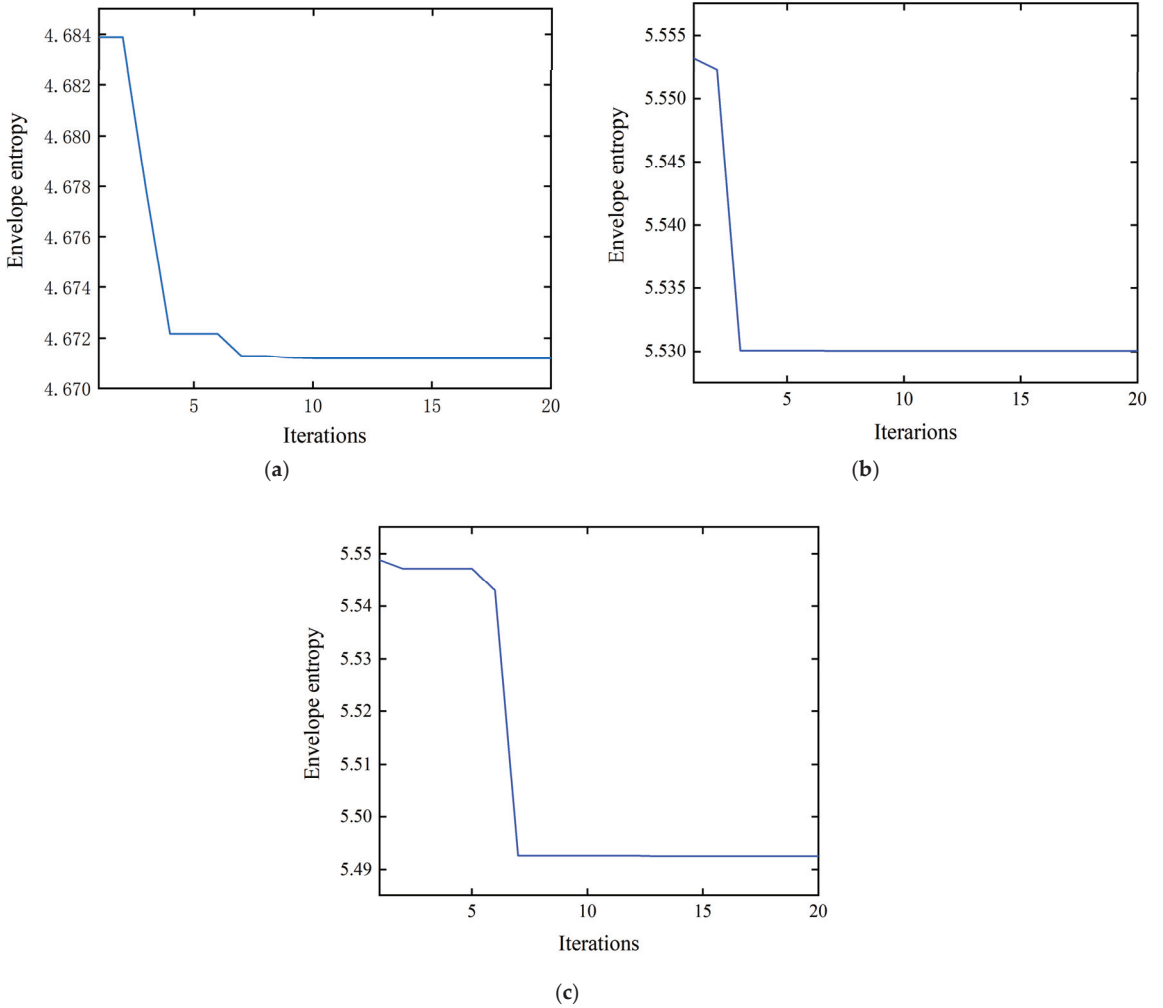 4.684
4.682
4.680
4.678
4.676
4.674
4.672
4.670
Envelope entropy
5 10 15 20
Iterations
(a)
5.555
5.550
5.545
5.540
5.535
5.530
Envelope entropy
5 10 15 20
Iterarions
(b)
5.55
5.54
5.53
5.52
5.51
5.50
5.49
Envelope entropy
5 10 15 20
Iterations
(c)